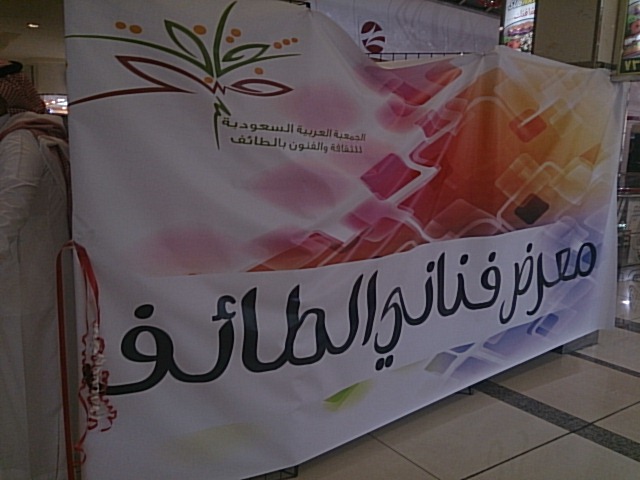 الجمعية العربية السعودية
للثقافة والفنون بالطائف
معرض فناني الطائف